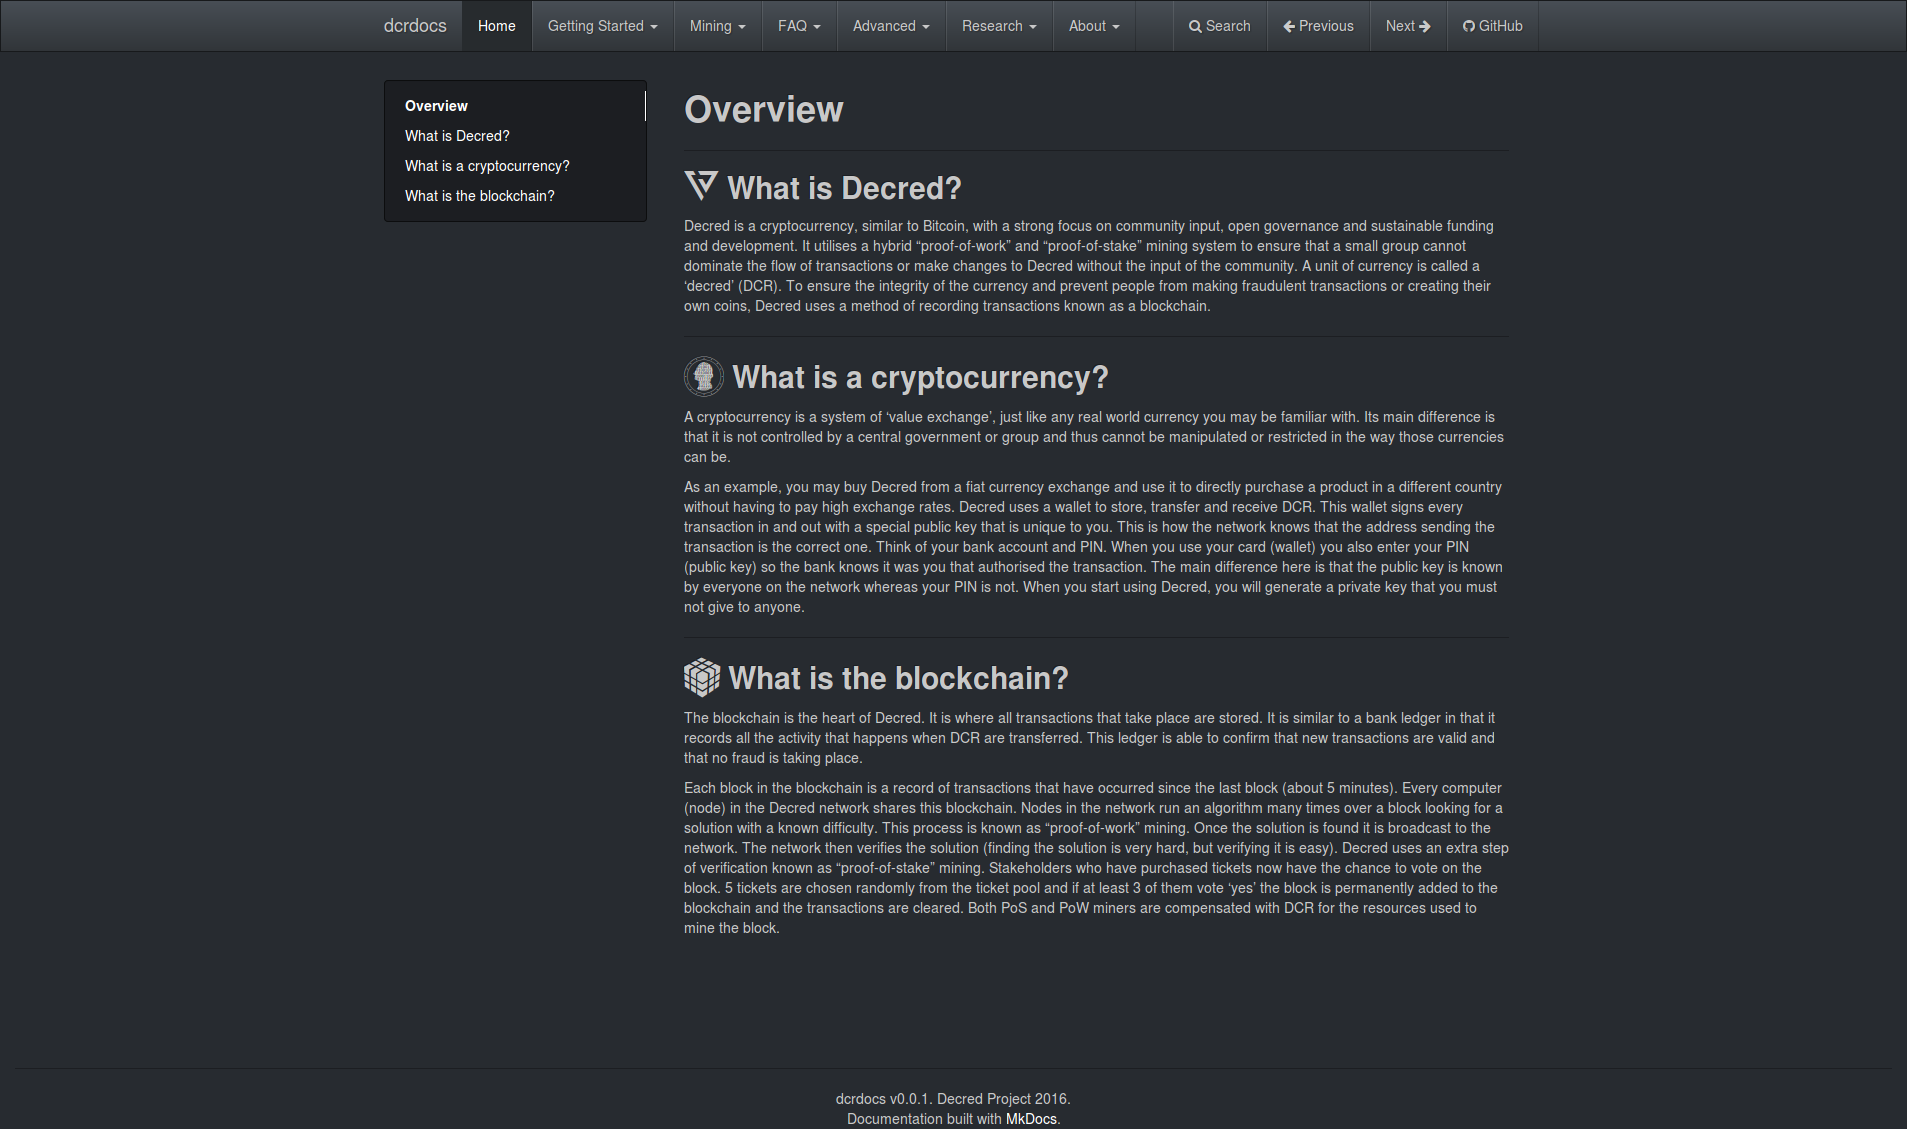 dcrdocs Home Getting Started Mining FAQ Advanced Research About Search Previous Next GitHub
Overview
What is Decred?
What is a cryptocurrency?
What is the blockchain?
Overview
What is Decred?
Decred is a cryptocurrency, similar to Bitcoin, with a strong focus on community input, open governance and sustainable funding
and development. It utilises a hybrid “proof-of-work” and “proof-of-stake” mining system to ensure that a small group cannot
dominate the flow of transactions or make changes to Decred without the input of the community. A unit of currency is called a
‘decred’ (DCR). To ensure the integrity of the currency and prevent people from making fraudulent transactions or creating their
own coins, Decred uses a method of recording transactions known as a blockchain.
What is a cryptocurrency?
A cryptocurrency is a system of ‘value exchange’, just like any real world currency you may be familiar with. Its main difference is
that it is not controlled by a central government or group and thus cannot be manipulated or restricted in the way those currencies
can be.
As an example, you may buy Decred from a fiat currency exchange and use it to directly purchase a product in a different country
without having to pay high exchange rates. Decred uses a wallet to store, transfer and receive DCR. This wallet signs every
transaction in and out with a special public key that is unique to you. This is how the network knows that the address sending the
transaction is the correct one. Think of your bank account and PIN. When you use your card (wallet) you also enter your PIN
(public key) so the bank knows it was you that authorised the transaction. The main difference here is that the public key is known
by everyone on the network whereas your PIN is not. When you start using Decred, you will generate a private key that you must
not give to anyone.
What is the blockchain?
The blockchain is the heart of Decred. It is where all transactions that take place are stored. It is similar to a bank ledger in that it
records all the activity that happens when DCR are transferred. This ledger is able to confirm that new transactions are valid and
that no fraud is taking place.
Each block in the blockchain is a record of transactions that have occurred since the last block (about 5 minutes). Every computer
(node) in the Decred network shares this blockchain. Nodes in the network run an algorithm many times over a block looking for a
solution with a known difficulty. This process is known as “proof-of-work” mining. Once the solution is found it is broadcast to the
network. The network then verifies the solution (finding the solution is very hard, but verifying it is easy). Decred uses an extra step
of verification known as “proof-of-stake” mining. Stakeholders who have purchased tickets now have the chance to vote on the
block. 5 tickets are chosen randomly from the ticket pool and if at least 3 of them vote ‘yes’ the block is permanently added to the
blockchain and the transactions are cleared. Both PoS and PoW miners are compensated with DCR for the resources used to
mine the block.
dcrdocs v0.0.1. Decred Project 2016.
Documentation built with MkDocs.